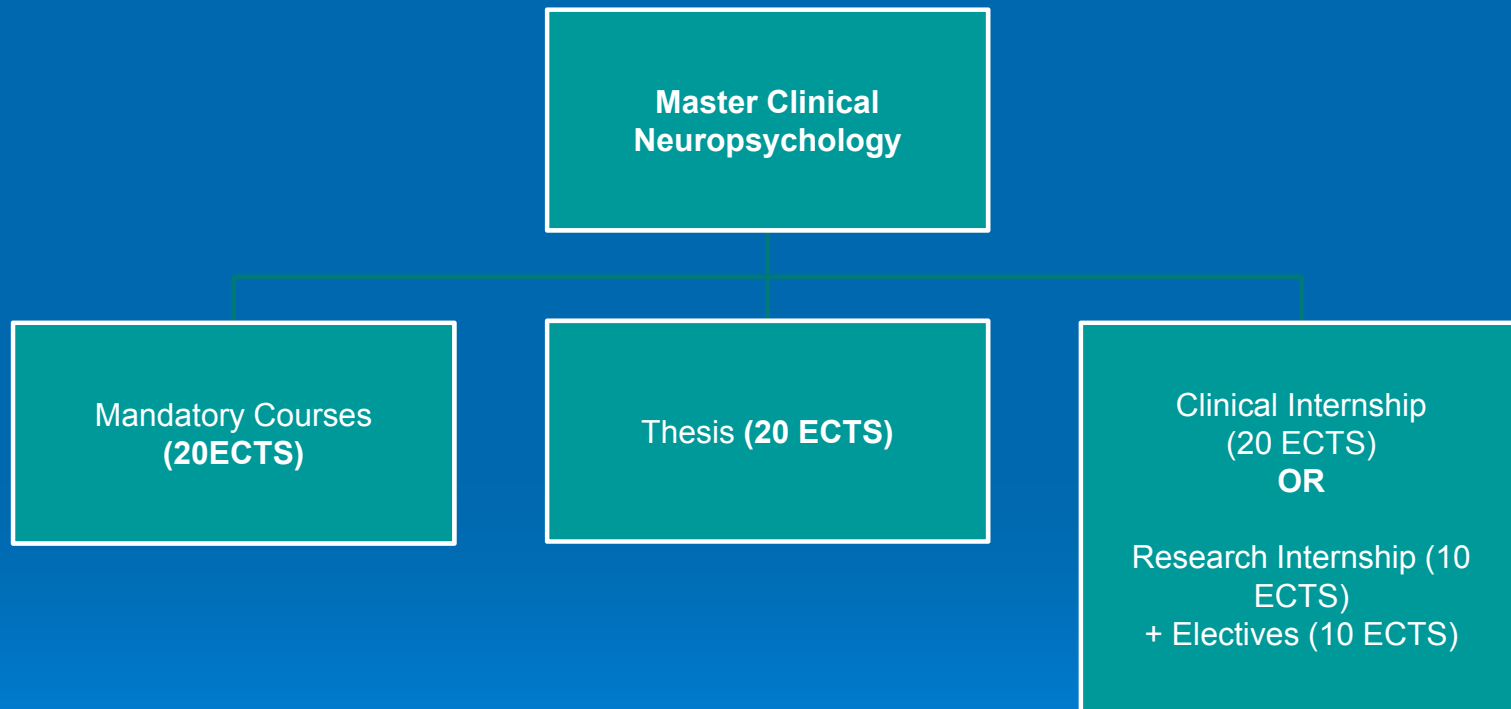 Master Clinical
Neuropsychology
Mandatory Courses
(20ECTS)
Thesis (20 ECTS)
Clinical Internship
(20 ECTS)
OR
Research Internship (10
ECTS)
+ Electives (10 ECTS)